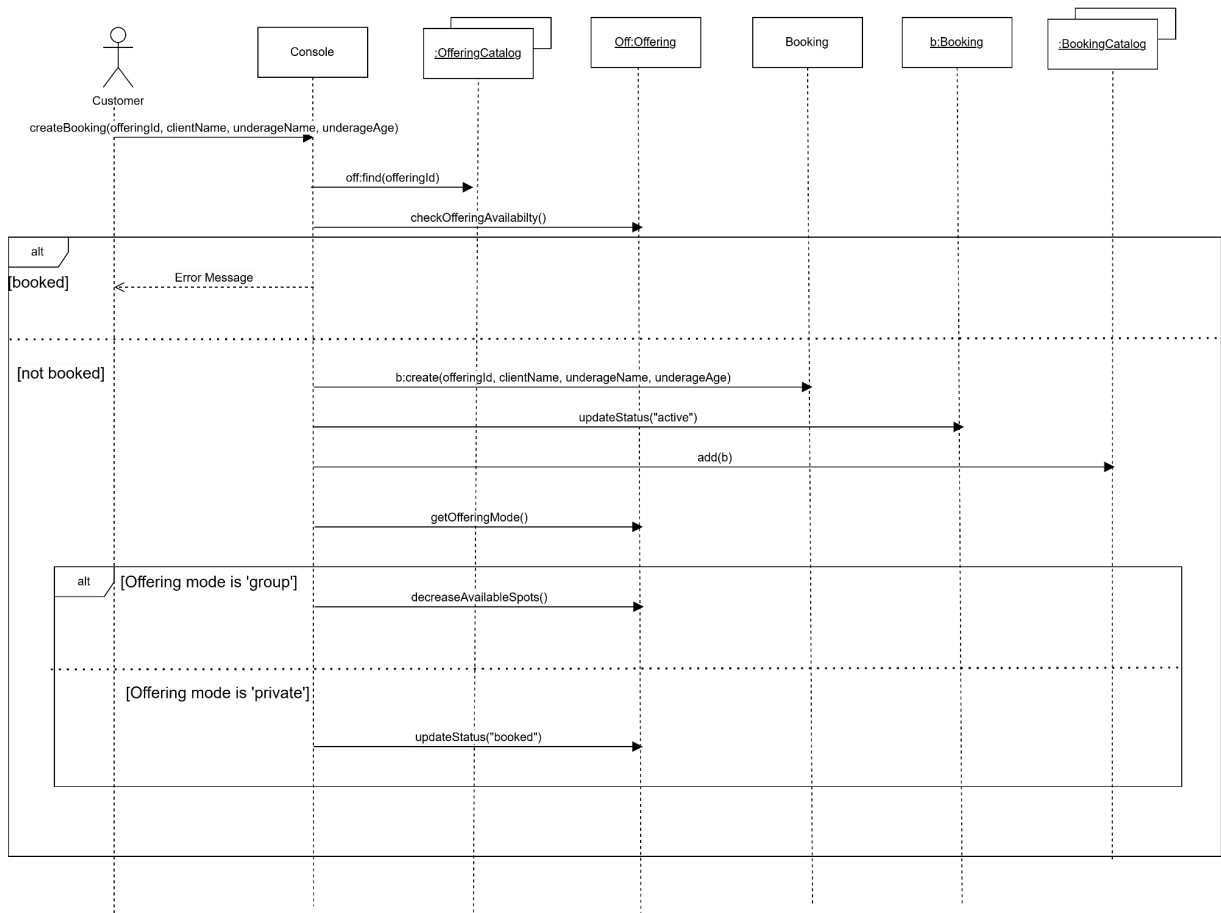 Customer
Console
:OfferingCatalog
Off:Offering
Booking
b:Booking
:BookingCatalog
createBooking(offeringId, clientName, underageName, underageAge)
off:find(offeringId)
checkOfferingAvailabilty()
alt
[booked]
Error Message
[not booked]
b:create(offeringId, clientName, underageName, underageAge)
updateStatus("active")
add(b)
getOfferingMode()
alt
[Offering mode is 'group']
decreaseAvailableSpots()
[Offering mode is 'private']
updateStatus("booked")